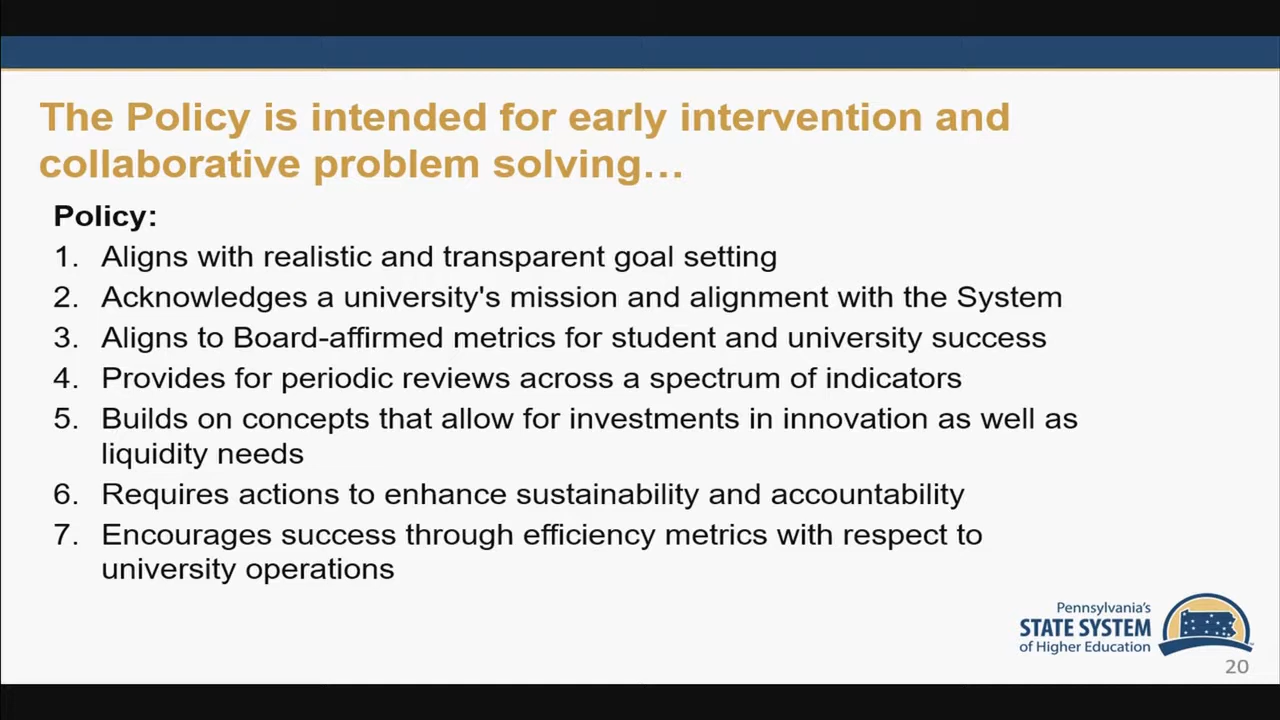 The Policy is intended for early intervention and
collaborative problem solving…
Policy:
1. Aligns with realistic and transparent goal setting
2. Acknowledges a university's mission and alignment with the System
3. Aligns to Board-affirmed metrics for student and university success
4. Provides for periodic reviews across a spectrum of indicators
5. Builds on concepts that allow for investments in innovation as well as
liquidity needs
6. Requires actions to enhance sustainability and accountability
7. Encourages success through efficiency metrics with respect to
university operations
Pennsylvania's
STATE SYSTEM
of Higher Education
20